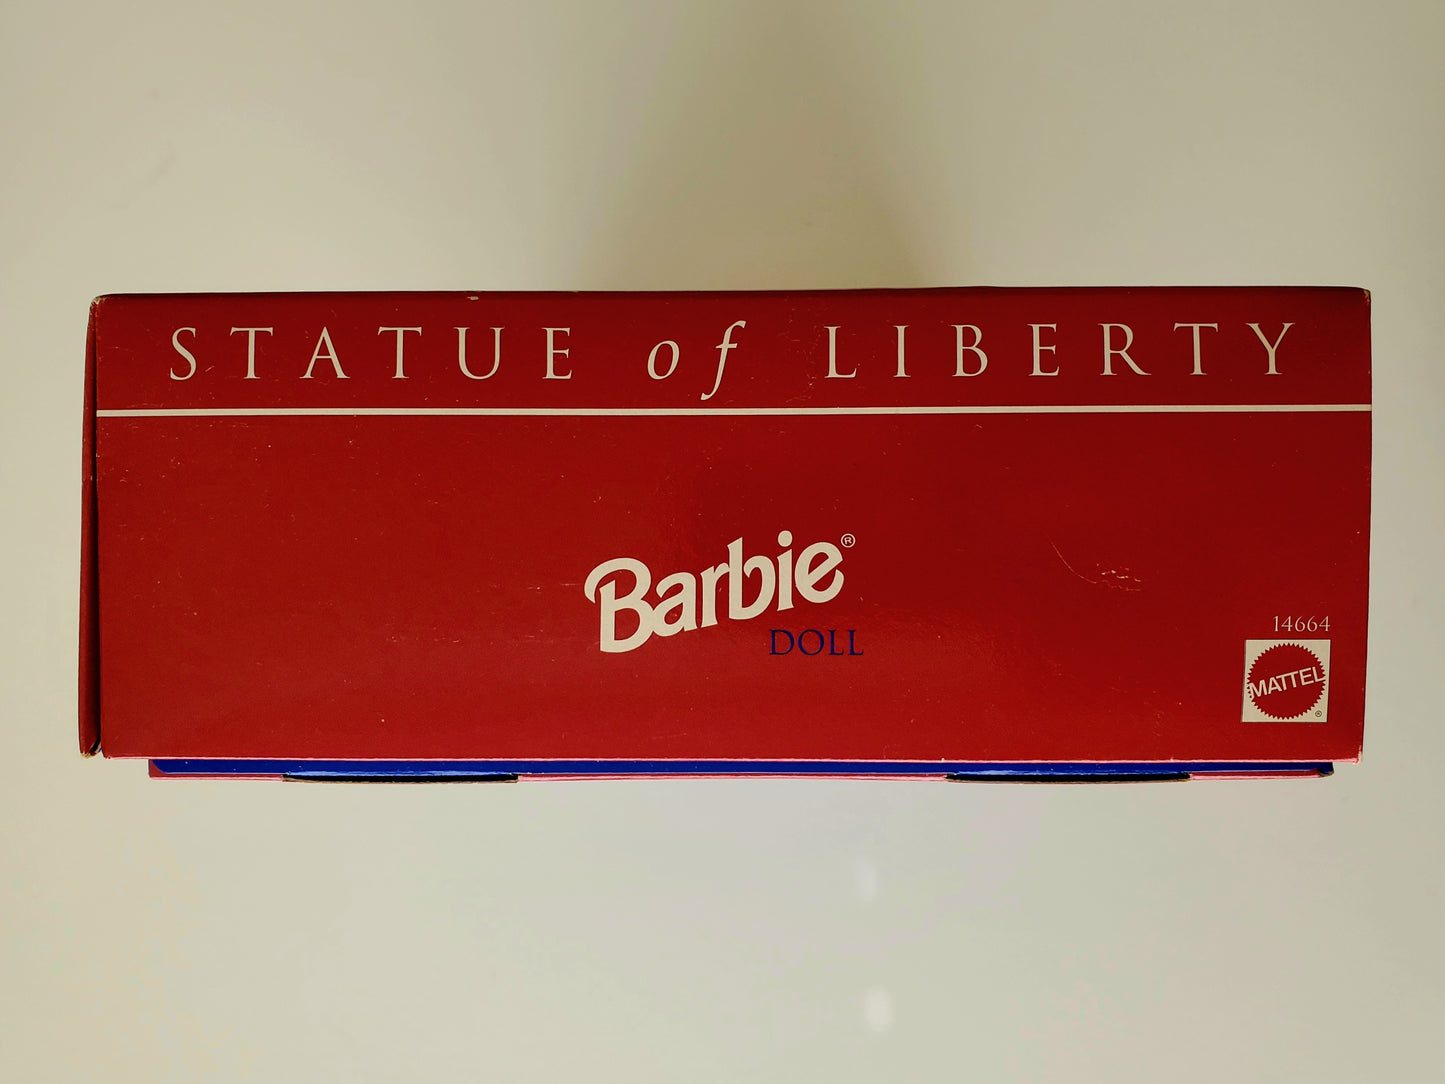 STATUE of LIBERTY
Barbie®
DOLL
14664
MATTEL
®